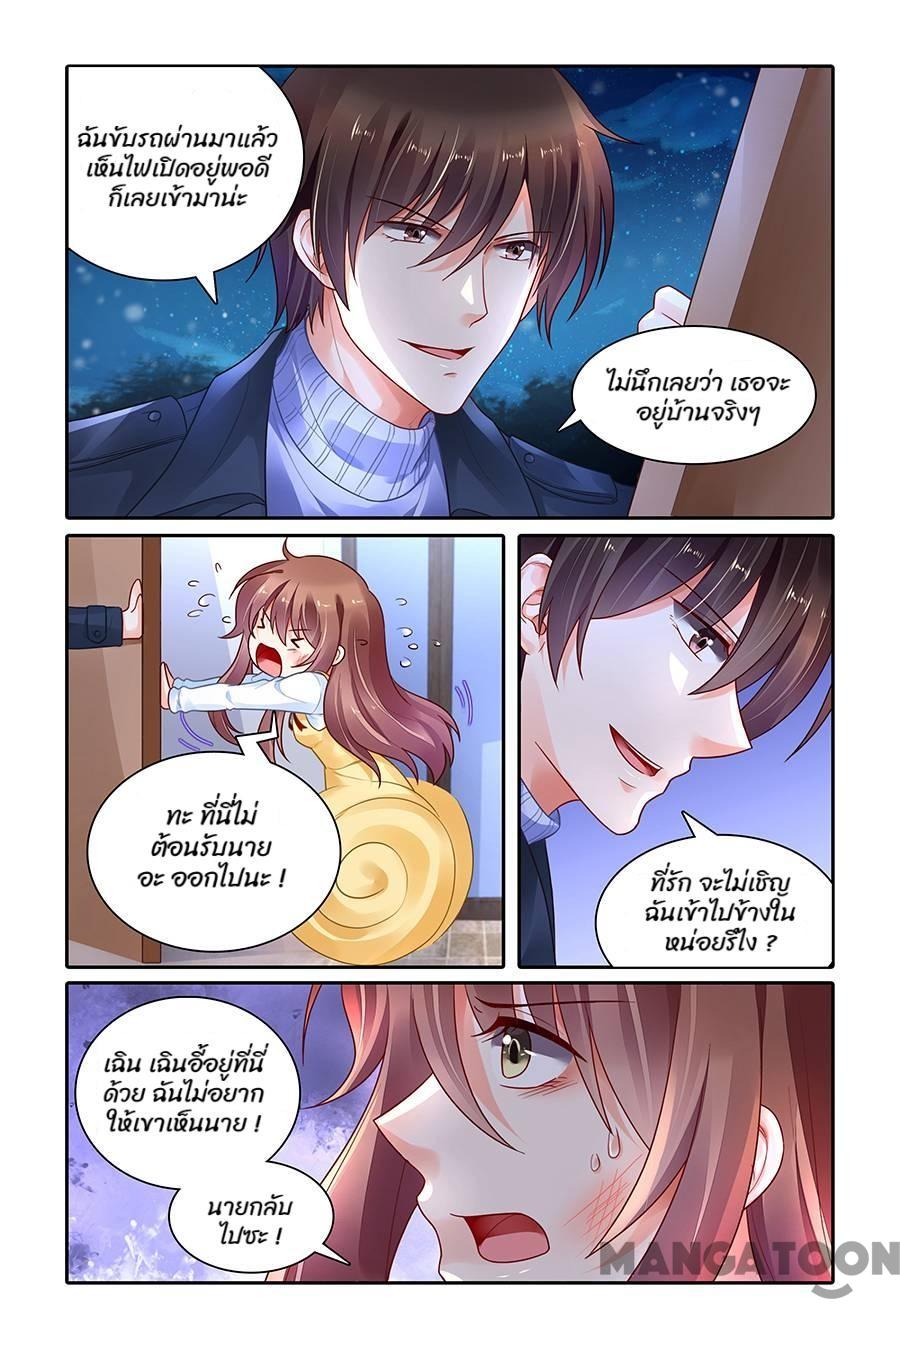 ฉันขับรถผ่านมาแล้ว
เห็นไฟเปิดอยู่พอดี
ก็เลยเข้ามาน่ะ
ไม่นึกเลยว่า เธอจะ
อยู่บ้านจริงๆ
ทะ ที่นี่ไม่
ต้อนรับนาย
อะ ออกไปนะ !
ที่รัก จะไม่เชิญ
ฉันเข้าไปข้างใน
หน่อยรึไง ?
เฉิน เฉินอี้อยู่ที่นี่
ด้วย ฉันไม่อยาก
ให้เขาเห็นนาย !
นายกลับ
ไปซะ !
MANGATOON